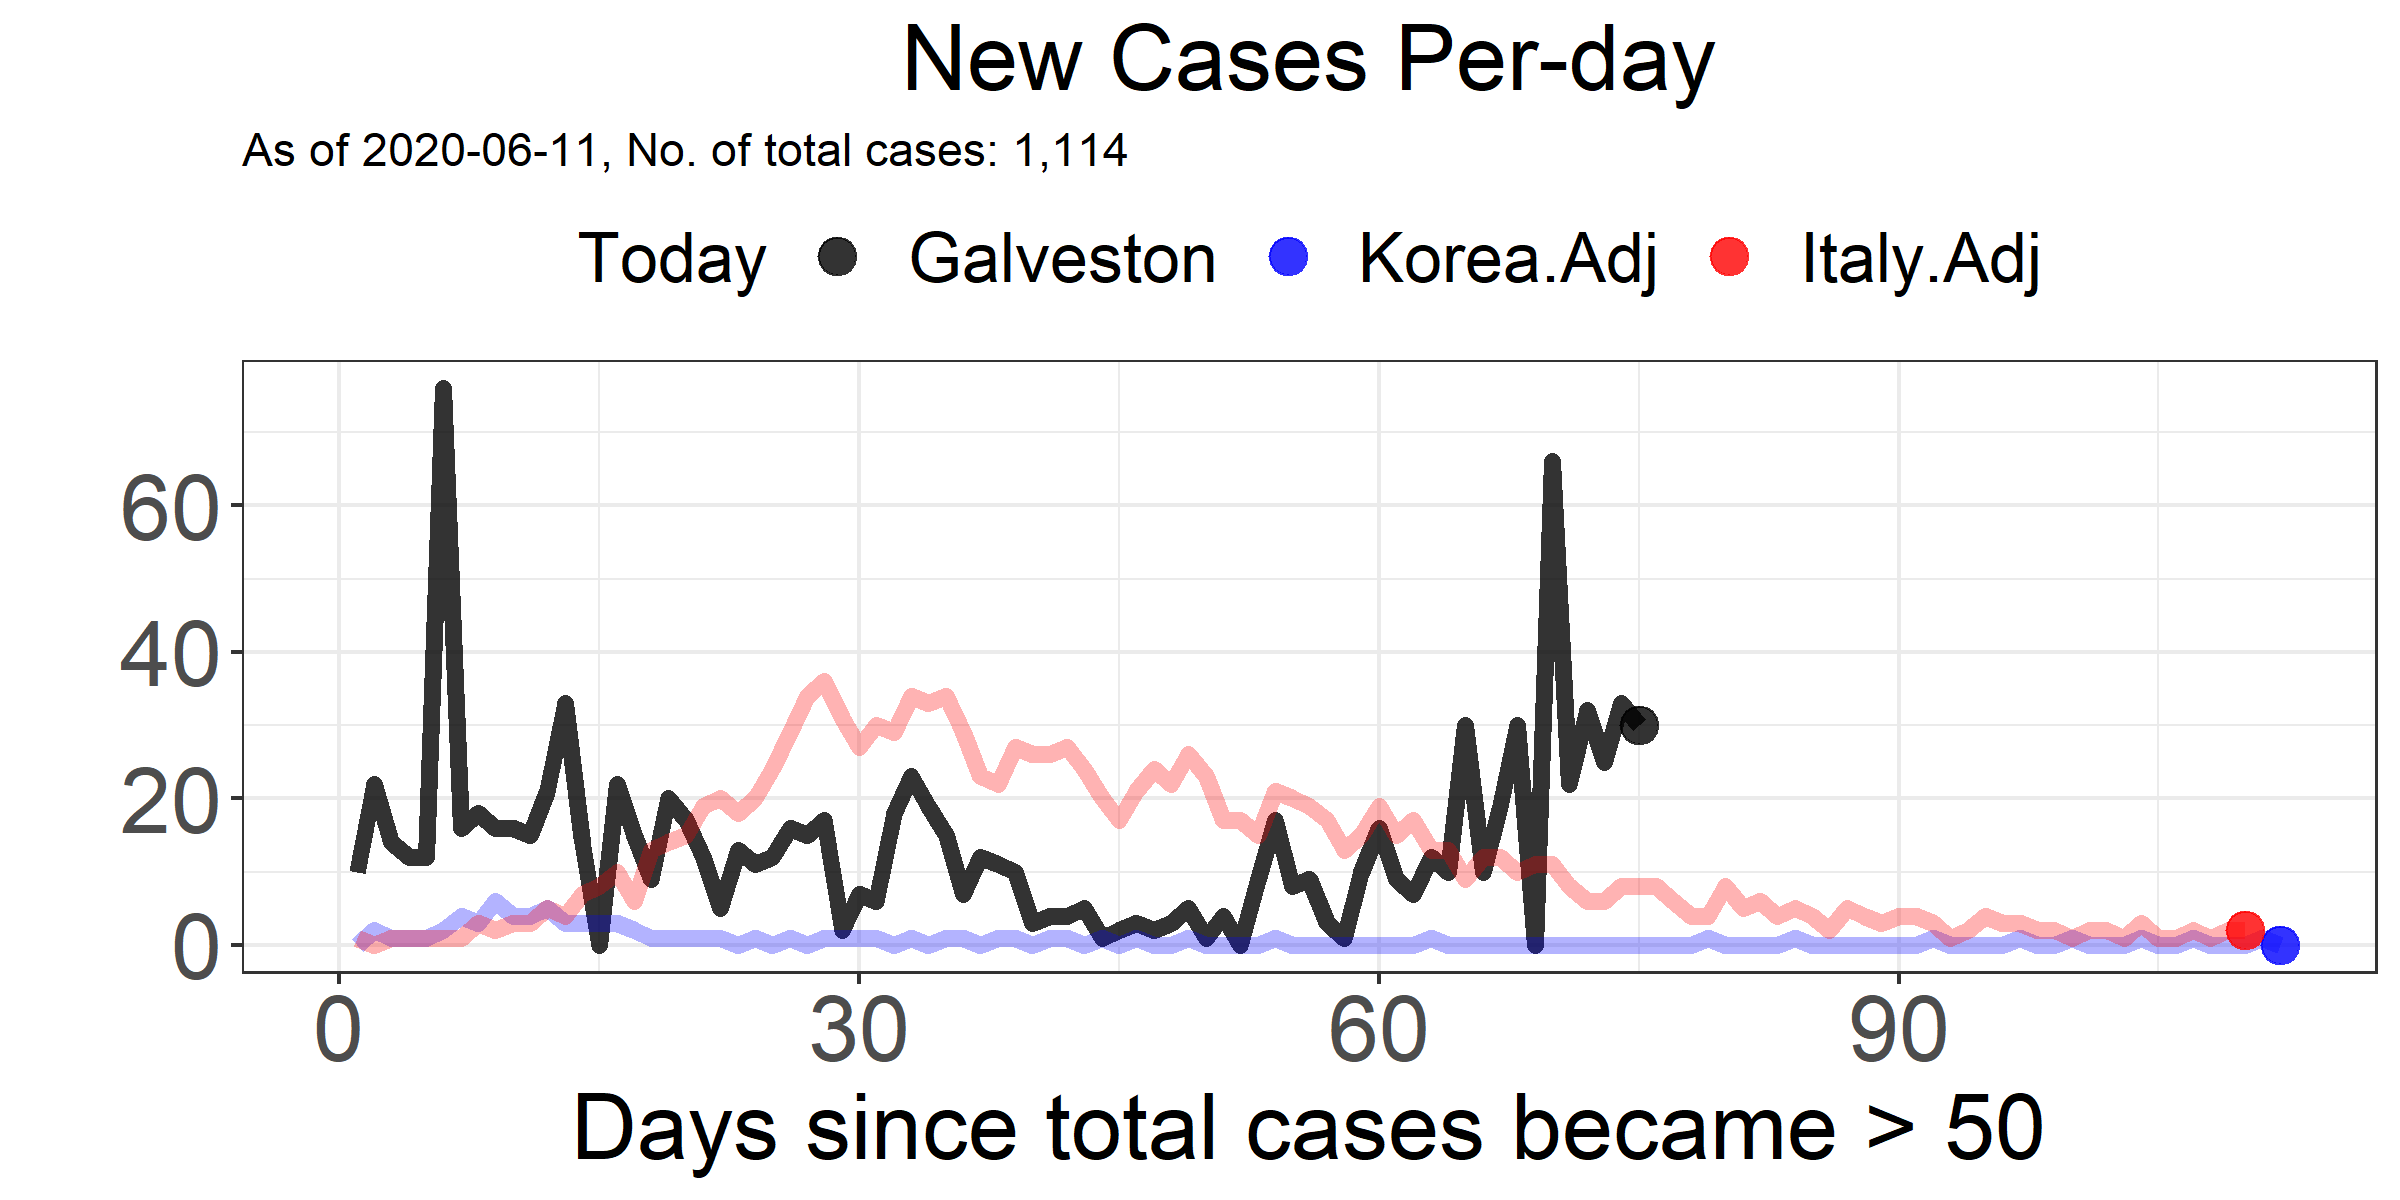 New Cases Per-day
As of 2020-06-11, No. of total cases: 1,114
Today Galveston Korea.Adj Italy.Adj
60
40
20
0
0 30 60 90
Days since total cases became > 50